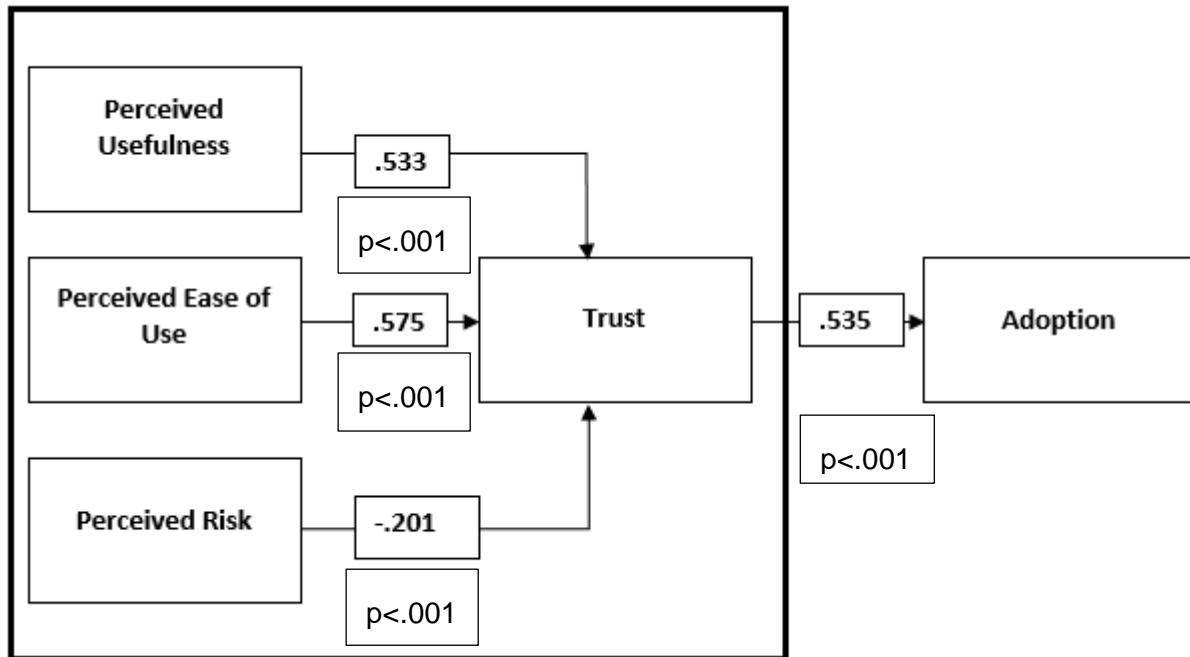 Perceived
Usefulness
.533
p<.001
Perceived Ease of
Use
.575
p<.001
Trust
.535
p<.001
Adoption
Perceived Risk
-.201
p<.001